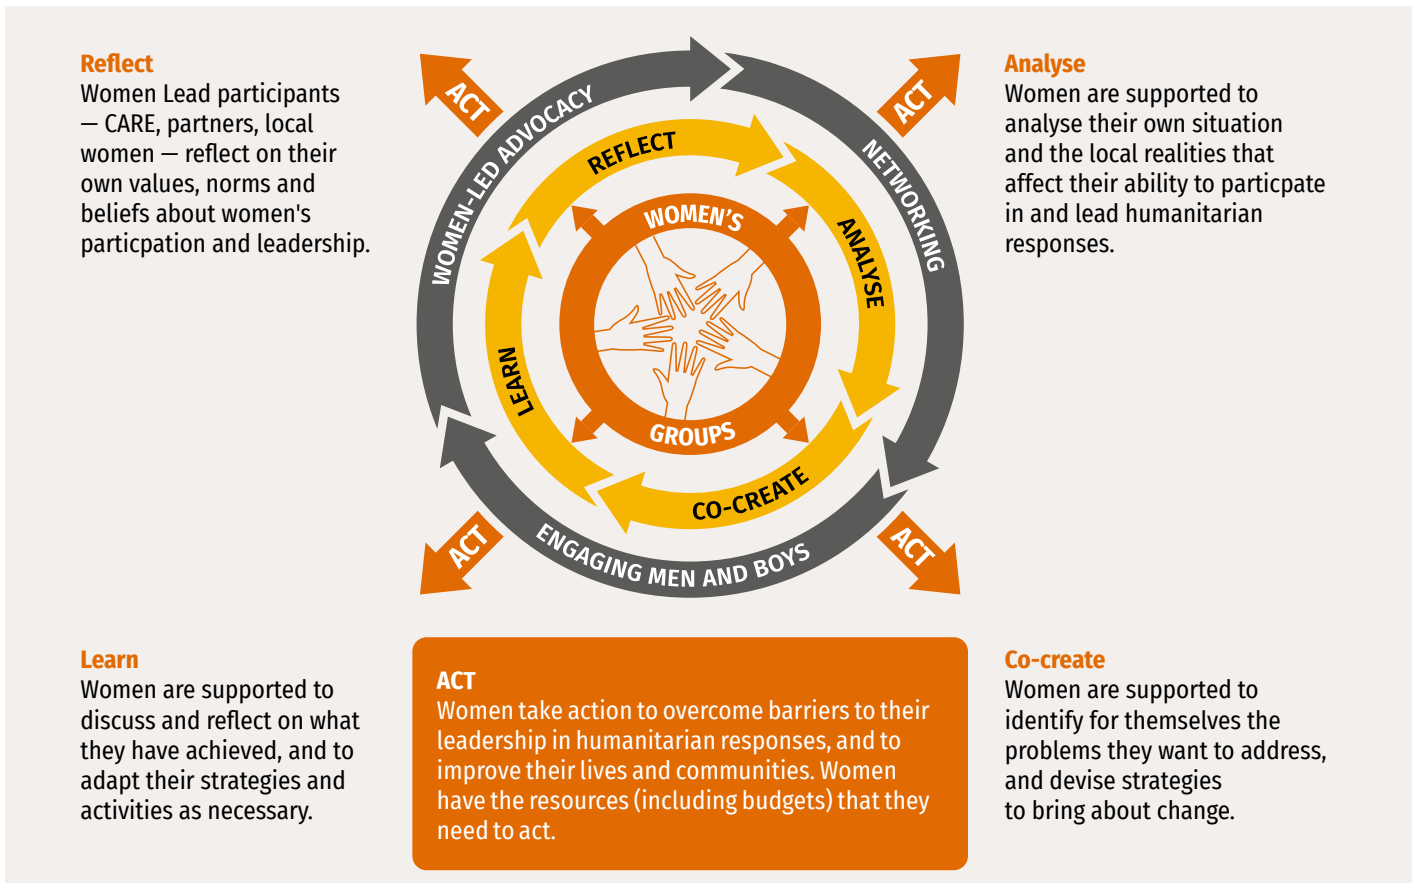 Reflect
Women Lead participants
— CARE, partners, local
women — reflect on their
own values, norms and
beliefs about women's
particpation and leadership.
ACT
ACT
WOMEN-LED ADVOCACY
NETWORKING
REFLECT
ANALYSE
WOMEN'S
GROUPS
LEARN
CO-CREATE
ENGAGING MEN AND BOYS
ACT
ACT
Analyse
Women are supported to
analyse their own situation
and the local realities that
affect their ability to particpate
in and lead humanitarian
responses.
Learn
Women are supported to
discuss and reflect on what
they have achieved, and to
adapt their strategies and
activities as necessary.
ACT
Women take action to overcome barriers to their
leadership in humanitarian responses, and to
improve their lives and communities. Women
have the resources (including budgets) that they
need to act.
Co-create
Women are supported to
identify for themselves the
problems they want to address,
and devise strategies
to bring about change.